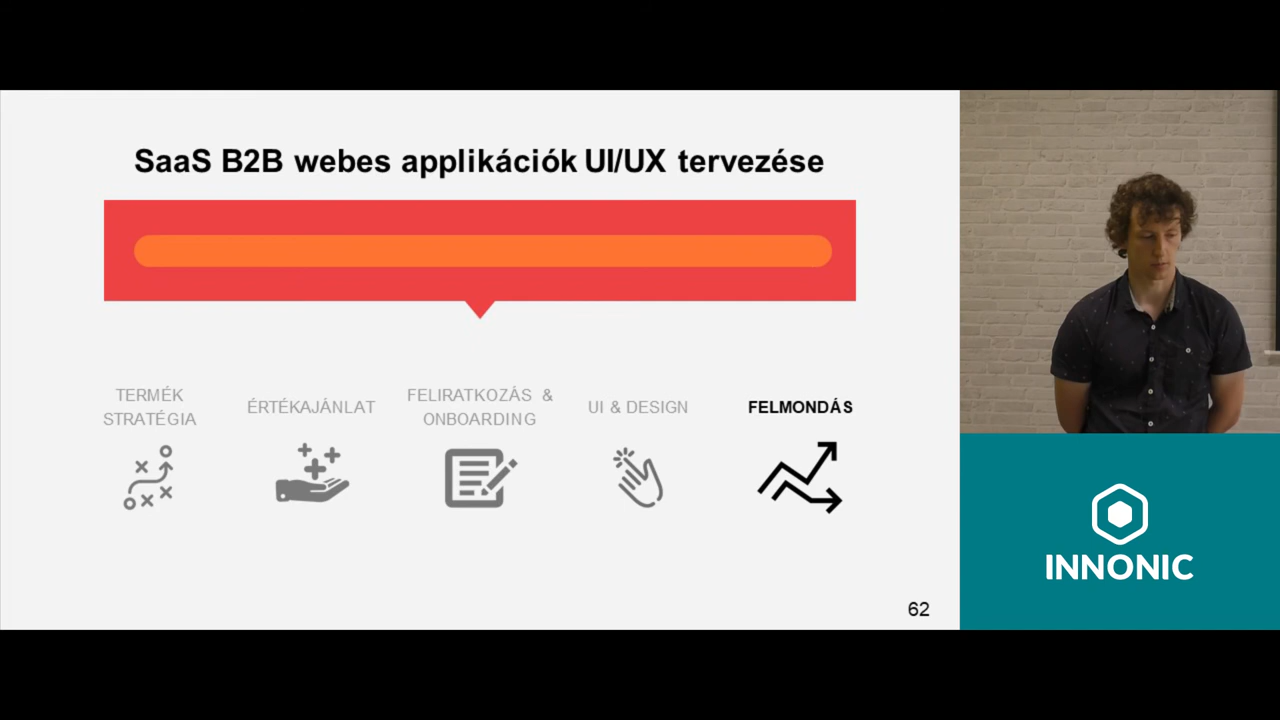 SaaS B2B webes applikációk UI/UX tervezése
TERMÉK
STRATÉGIA
ÉRTÉKAJÁNLAT
FELIRATKOZÁS &
ONBOARDING
UI & DESIGN
FELMONDÁS
62
INNONIC